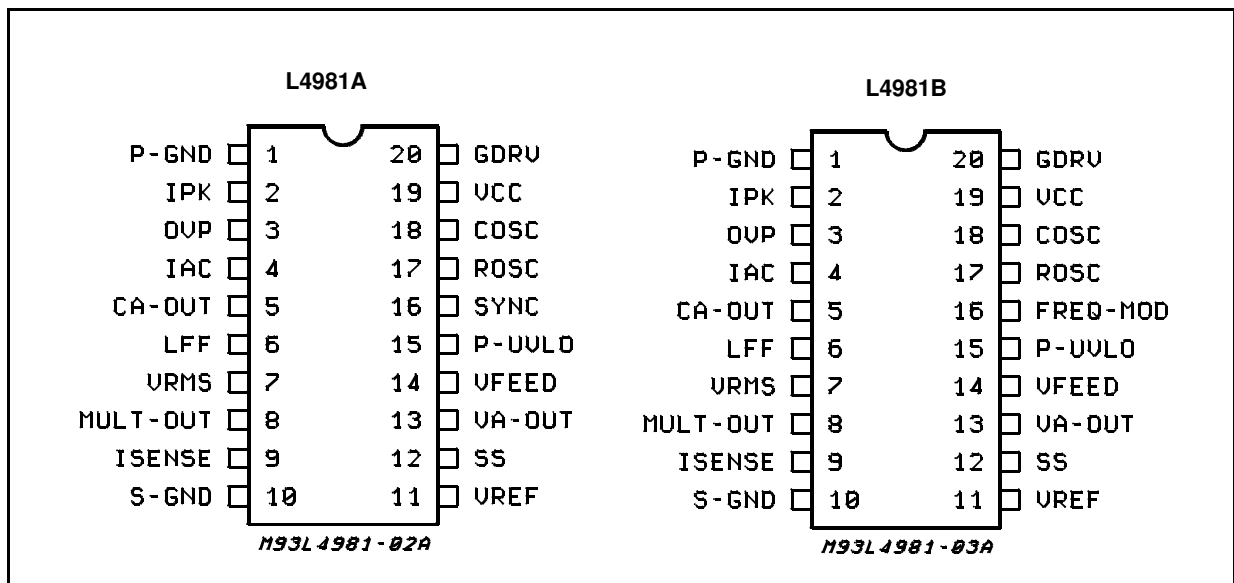 L4981A
P-GND 1 20 GDRV
IPK 2 19 VCC
OVP 3 18 COSC
IAC 4 17 ROSC
CA-OUT 5 16 SYNC
LFF 6 15 P-UVLO
VRMS 7 14 VFEED
MULT-OUT 8 13 VA-OUT
ISENSE 9 12 SS
S-GND 10 11 VREF
M93L4981-02A
L4981B
P-GND 1 20 GDRV
IPK 2 19 VCC
OVP 3 18 COSC
IAC 4 17 ROSC
CA-OUT 5 16 FREQ-MOD
LFF 6 15 P-UVLO
VRMS 7 14 VFEED
MULT-OUT 8 13 VA-OUT
ISENSE 9 12 SS
S-GND 10 11 VREF
M93L4981-03A